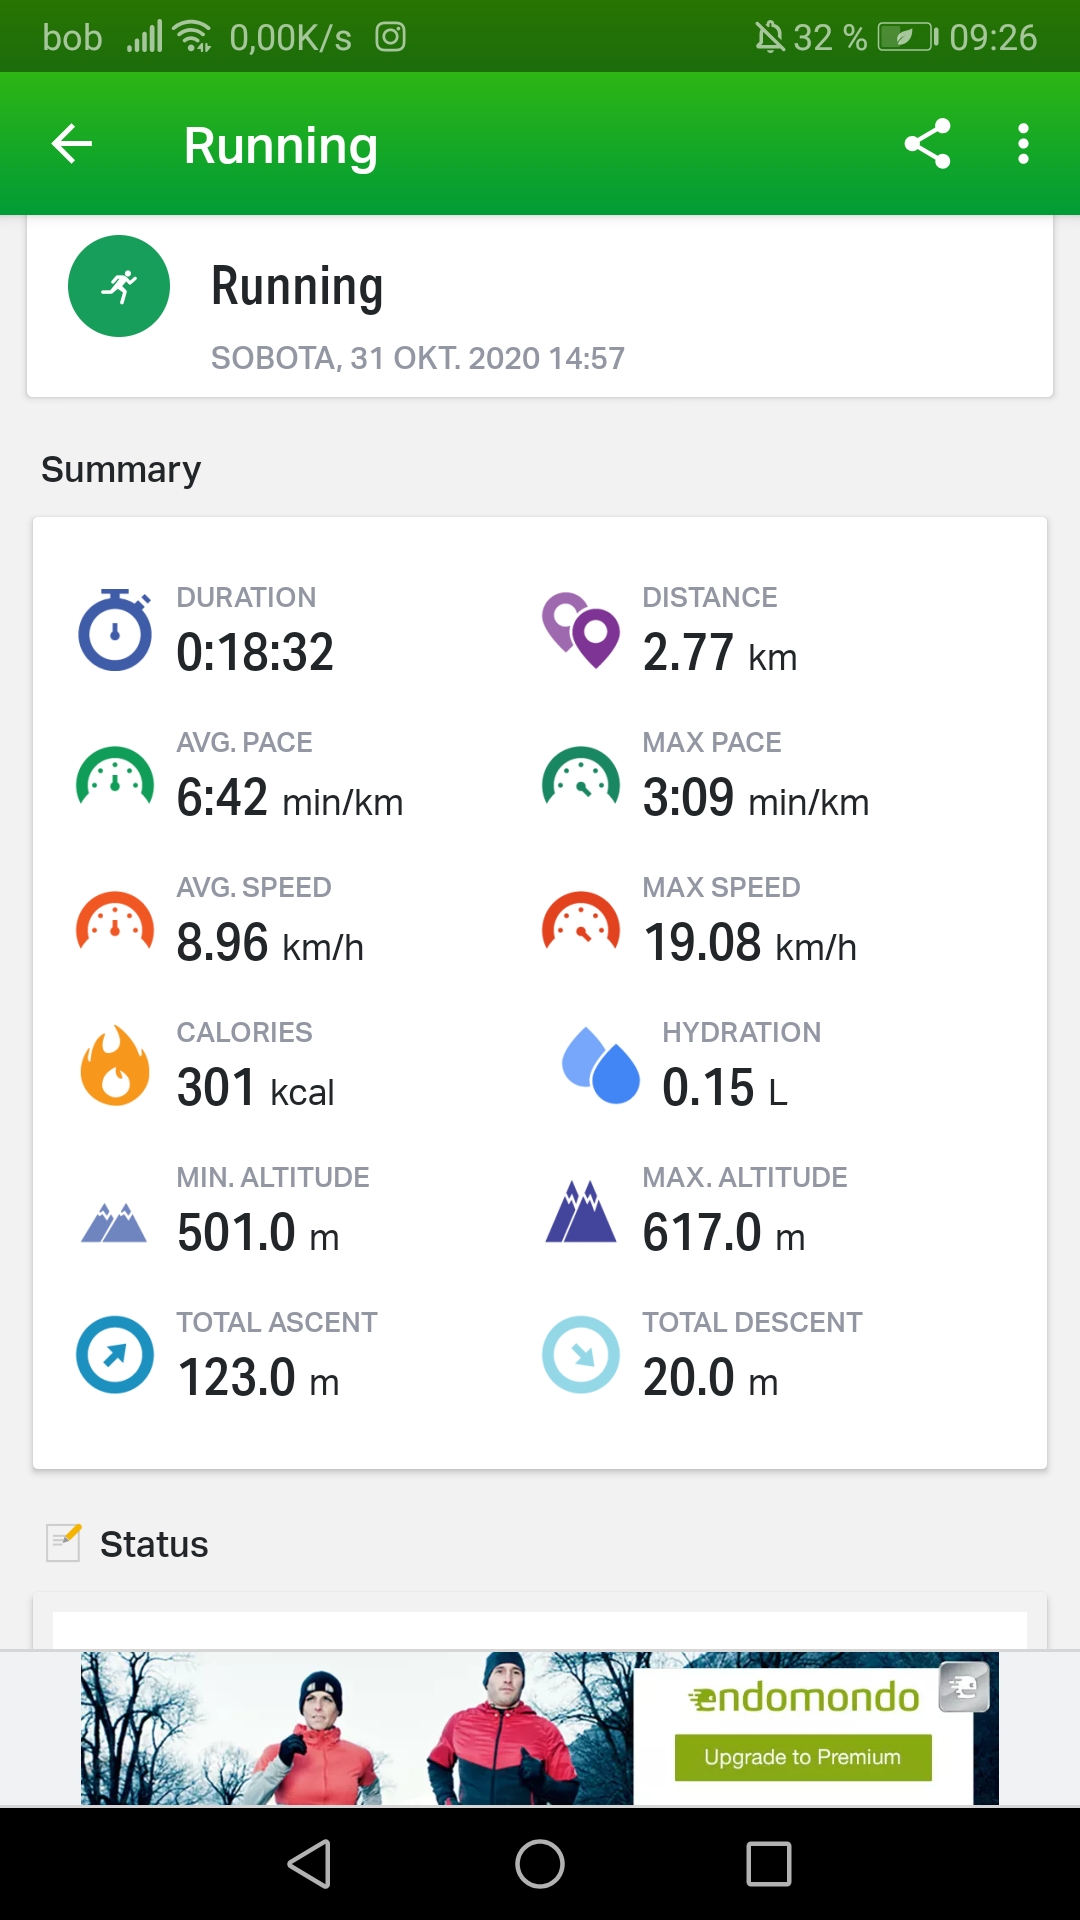 bob 0,00K/s 32 % 09:26
Running
Running
SOBOTA, 31 OKT. 2020 14:57
Summary
DURATION DISTANCE
0:18:32 2.77 km
AVG. PACE MAX PACE
6:42 min/km 3:09 min/km
AVG. SPEED MAX SPEED
8.96 km/h 19.08 km/h
CALORIES HYDRATION
301 kcal 0.15 L
MIN. ALTITUDE MAX. ALTITUDE
501.0 m 617.0 m
TOTAL ASCENT TOTAL DESCENT
123.0 m 20.0 m
Status
endomondo
Upgrade to Premium